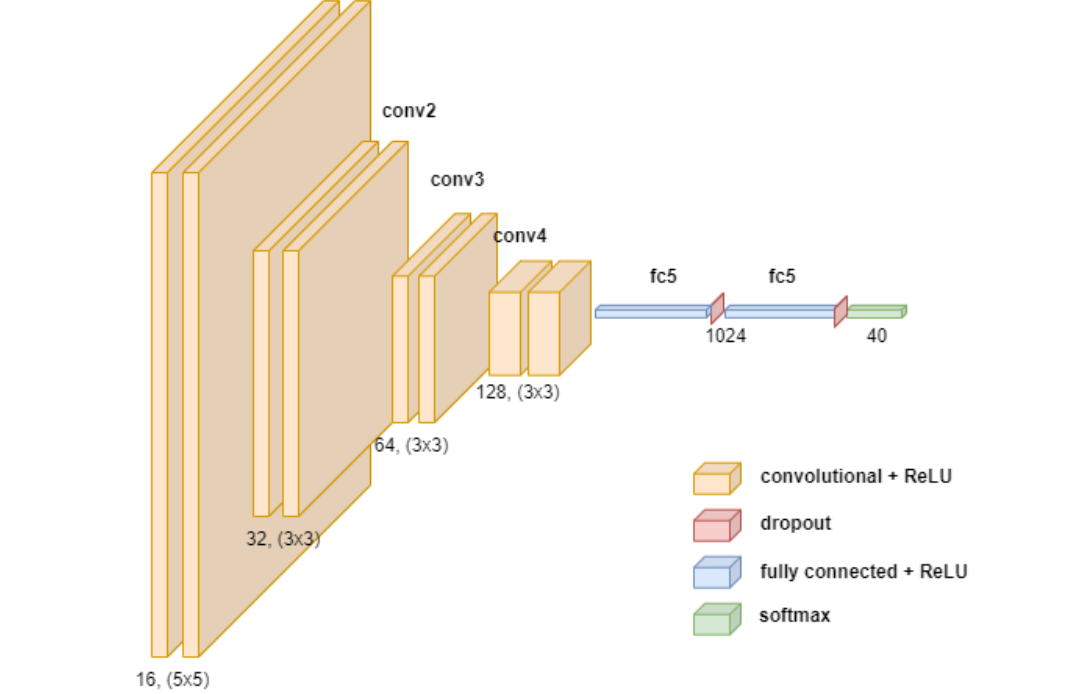 conv2
conv3
conv4
fc5
fc5
1024
40
128, (3x3)
64, (3x3)
32, (3x3)
16, (5x5)
convolutional + ReLU
dropout
fully connected + ReLU
softmax